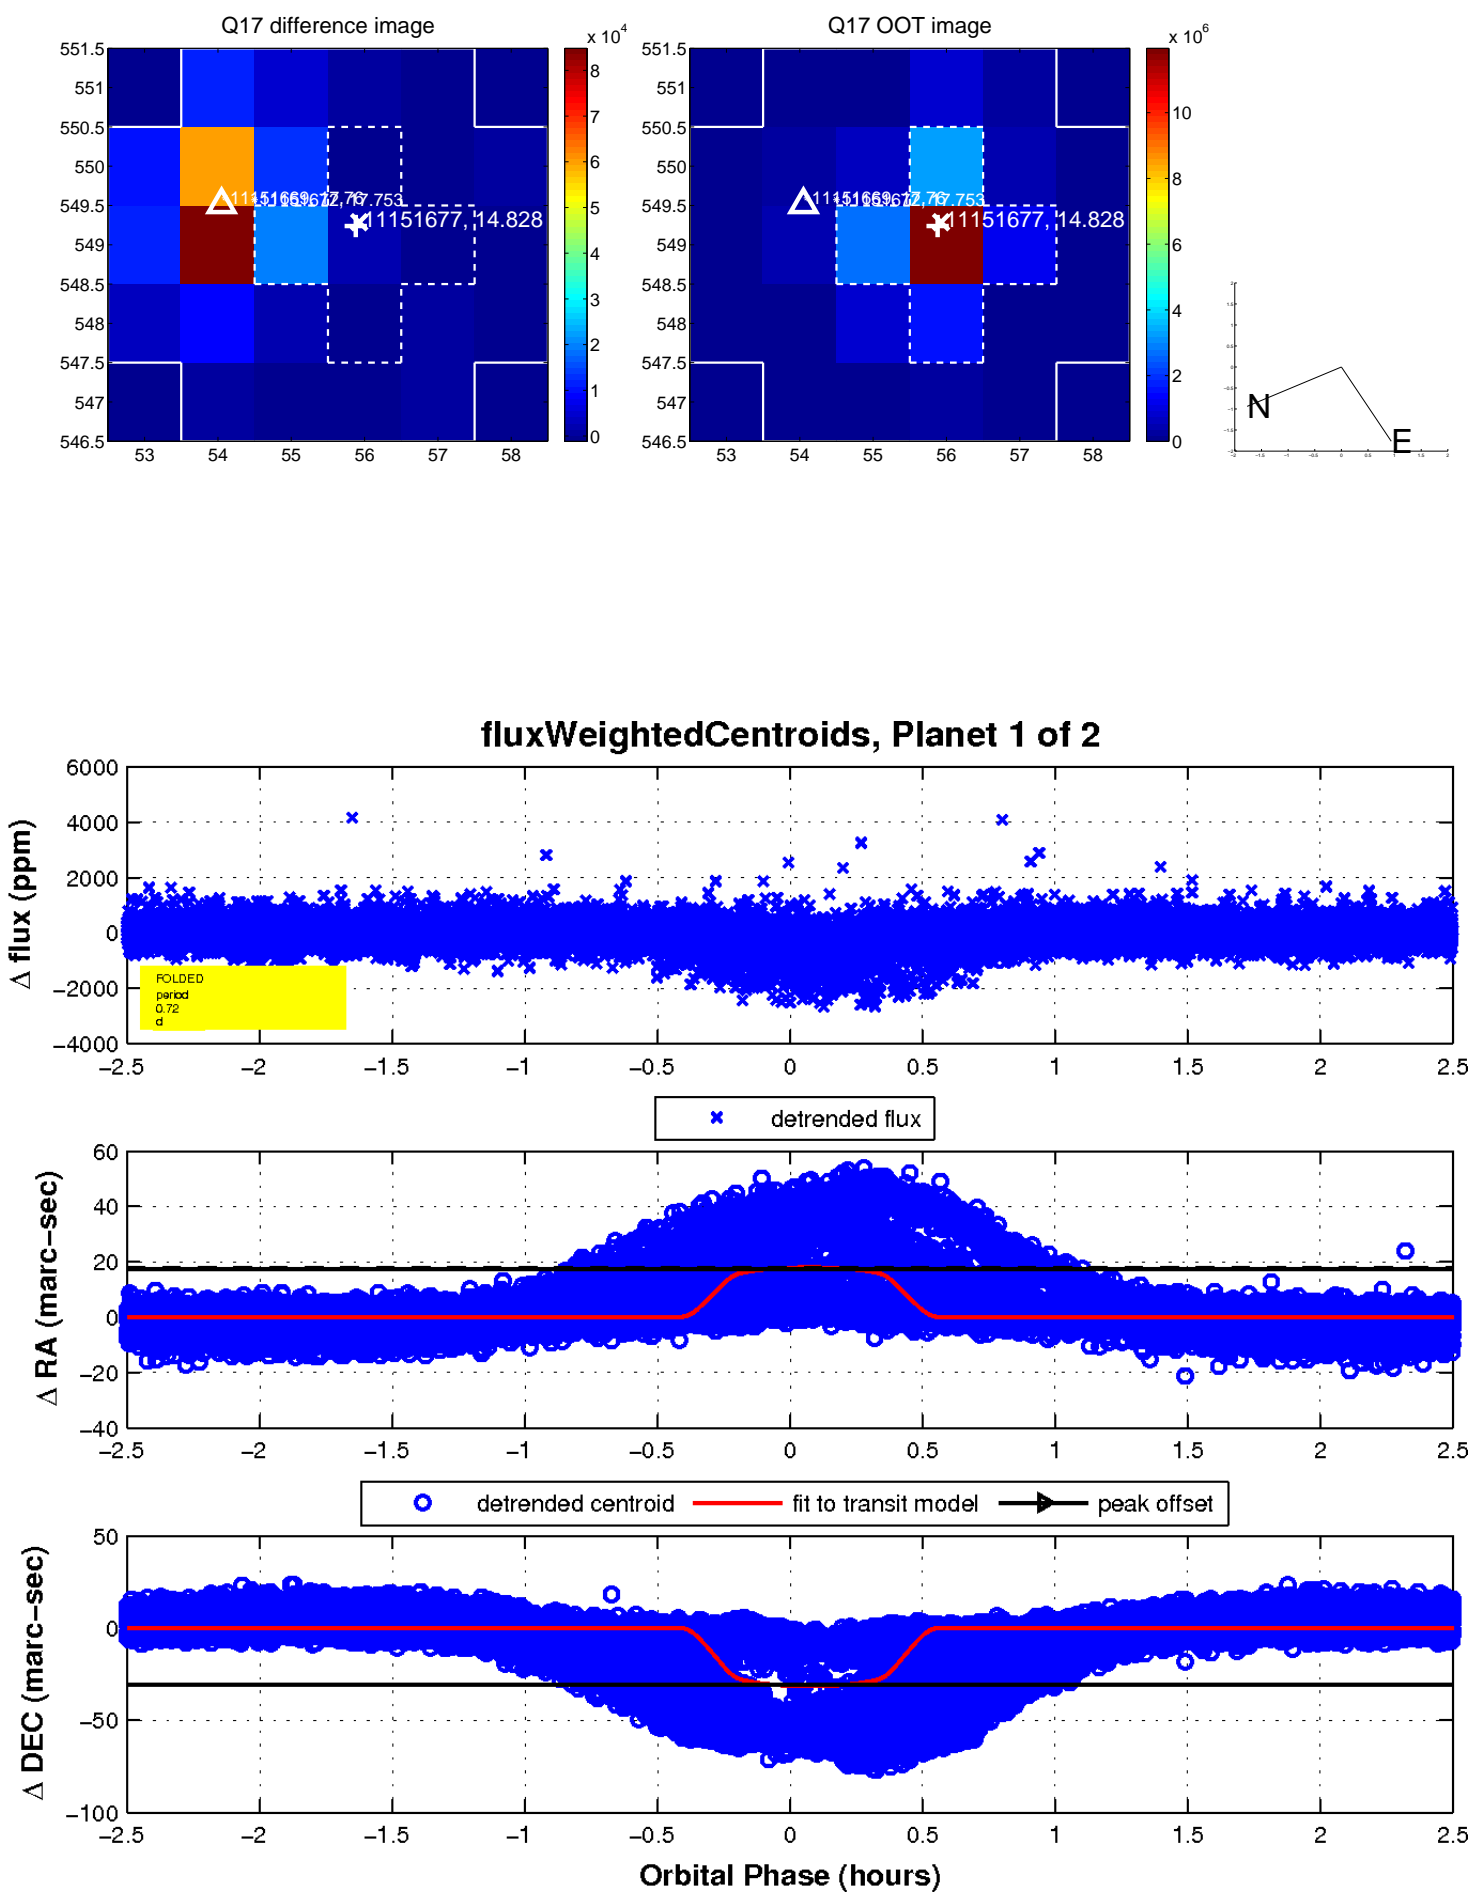 Q17 difference image
Q17 OOT image
x 10^4
x 10^6
551.5
551
550.5
550
549.5
549
548.5
548
547.5
547
546.5
53 54 55 56 57 58
8
7
6
5
4
3
2
1
0
17.753
11151677, 14.828
551.5
551
550.5
550
549.5
549
548.5
548
547.5
547
546.5
53 54 55 56 57 58
10
8
6
4
2
0
17.753
11151677, 14.828
N
E
fluxWeightedCentroids, Planet 1 of 2
Δ flux (ppm)
6000
4000
2000
0
−2000
−4000
FOLDED
period
0.72
d
−2.5 −2 −1.5 −1 −0.5 0 0.5 1 1.5 2 2.5
detrended flux
Δ RA (marc−sec)
60
40
20
0
−20
−40
−2.5 −2 −1.5 −1 −0.5 0 0.5 1 1.5 2 2.5
detrended centroid fit to transit model peak offset
Δ DEC (marc−sec)
50
0
−50
−100
−2.5 −2 −1.5 −1 −0.5 0 0.5 1 1.5 2 2.5
Orbital Phase (hours)